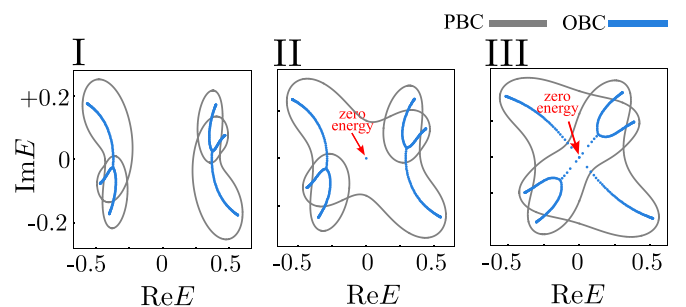 PBC OBC
I II III
zero
energy
zero
energy
+0.2
0
-0.2
ImE
-0.5 0 0.5 -0.5 0 0.5 -0.5 0 0.5
ReE ReE ReE